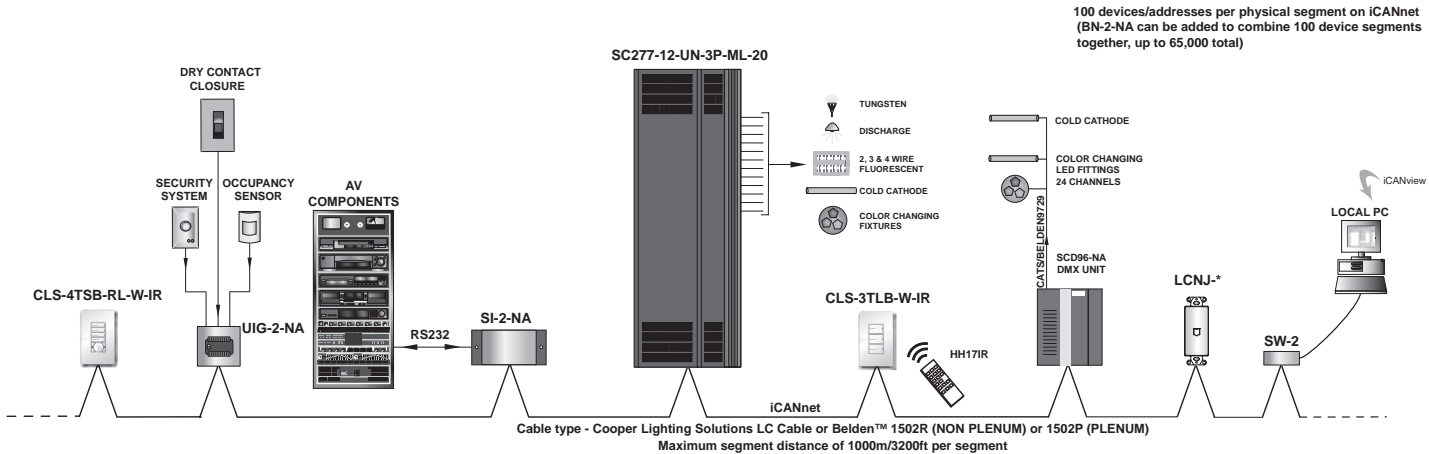 100 devices/addresses per physical segment on iCANnet
(BN-2-NA can be added to combine 100 device segments
together, up to 65,000 total)
SC277-12-UN-3P-ML-20
DRY CONTACT
CLOSURE
SECURITY
SYSTEM
OCCUPANCY
SENSOR
AV
COMPONENTS
TUNGSTEN
DISCHARGE
2, 3 & 4 WIRE
FLUORESCENT
COLD CATHODE
COLOR CHANGING
FIXTURES
COLD CATHODE
COLOR CHANGING
LED FITTINGS
24 CHANNELS
CAT5/BELDEN9729
iCANview
LOCAL PC
SCD96-NA
DMX UNIT
LCNJ-*
CLS-4TSB-RL-W-IR
UIG-2-NA
RS232
SI-2-NA
CLS-3TLB-W-IR
HH17IR
SW-2
iCANnet
Cable type - Cooper Lighting Solutions LC Cable or Belden™ 1502R (NON PLENUM) or 1502P (PLENUM)
Maximum segment distance of 1000m/3200ft per segment